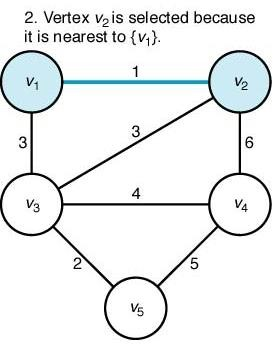 2. Vertex v₂ is selected because
it is nearest to {v₁}.
1
v₁
v₂
3
3
6
v₃
4
v₄
2
5
v₅